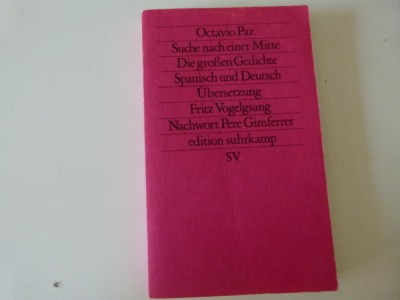 Octavio Paz
Suche nach einer Mitte
Die großen Gedichte
Spanisch und Deutsch
Übersetzung
Fritz Vogelgsang
Nachwort Pere Gimferrer
edition suhrkamp
SV